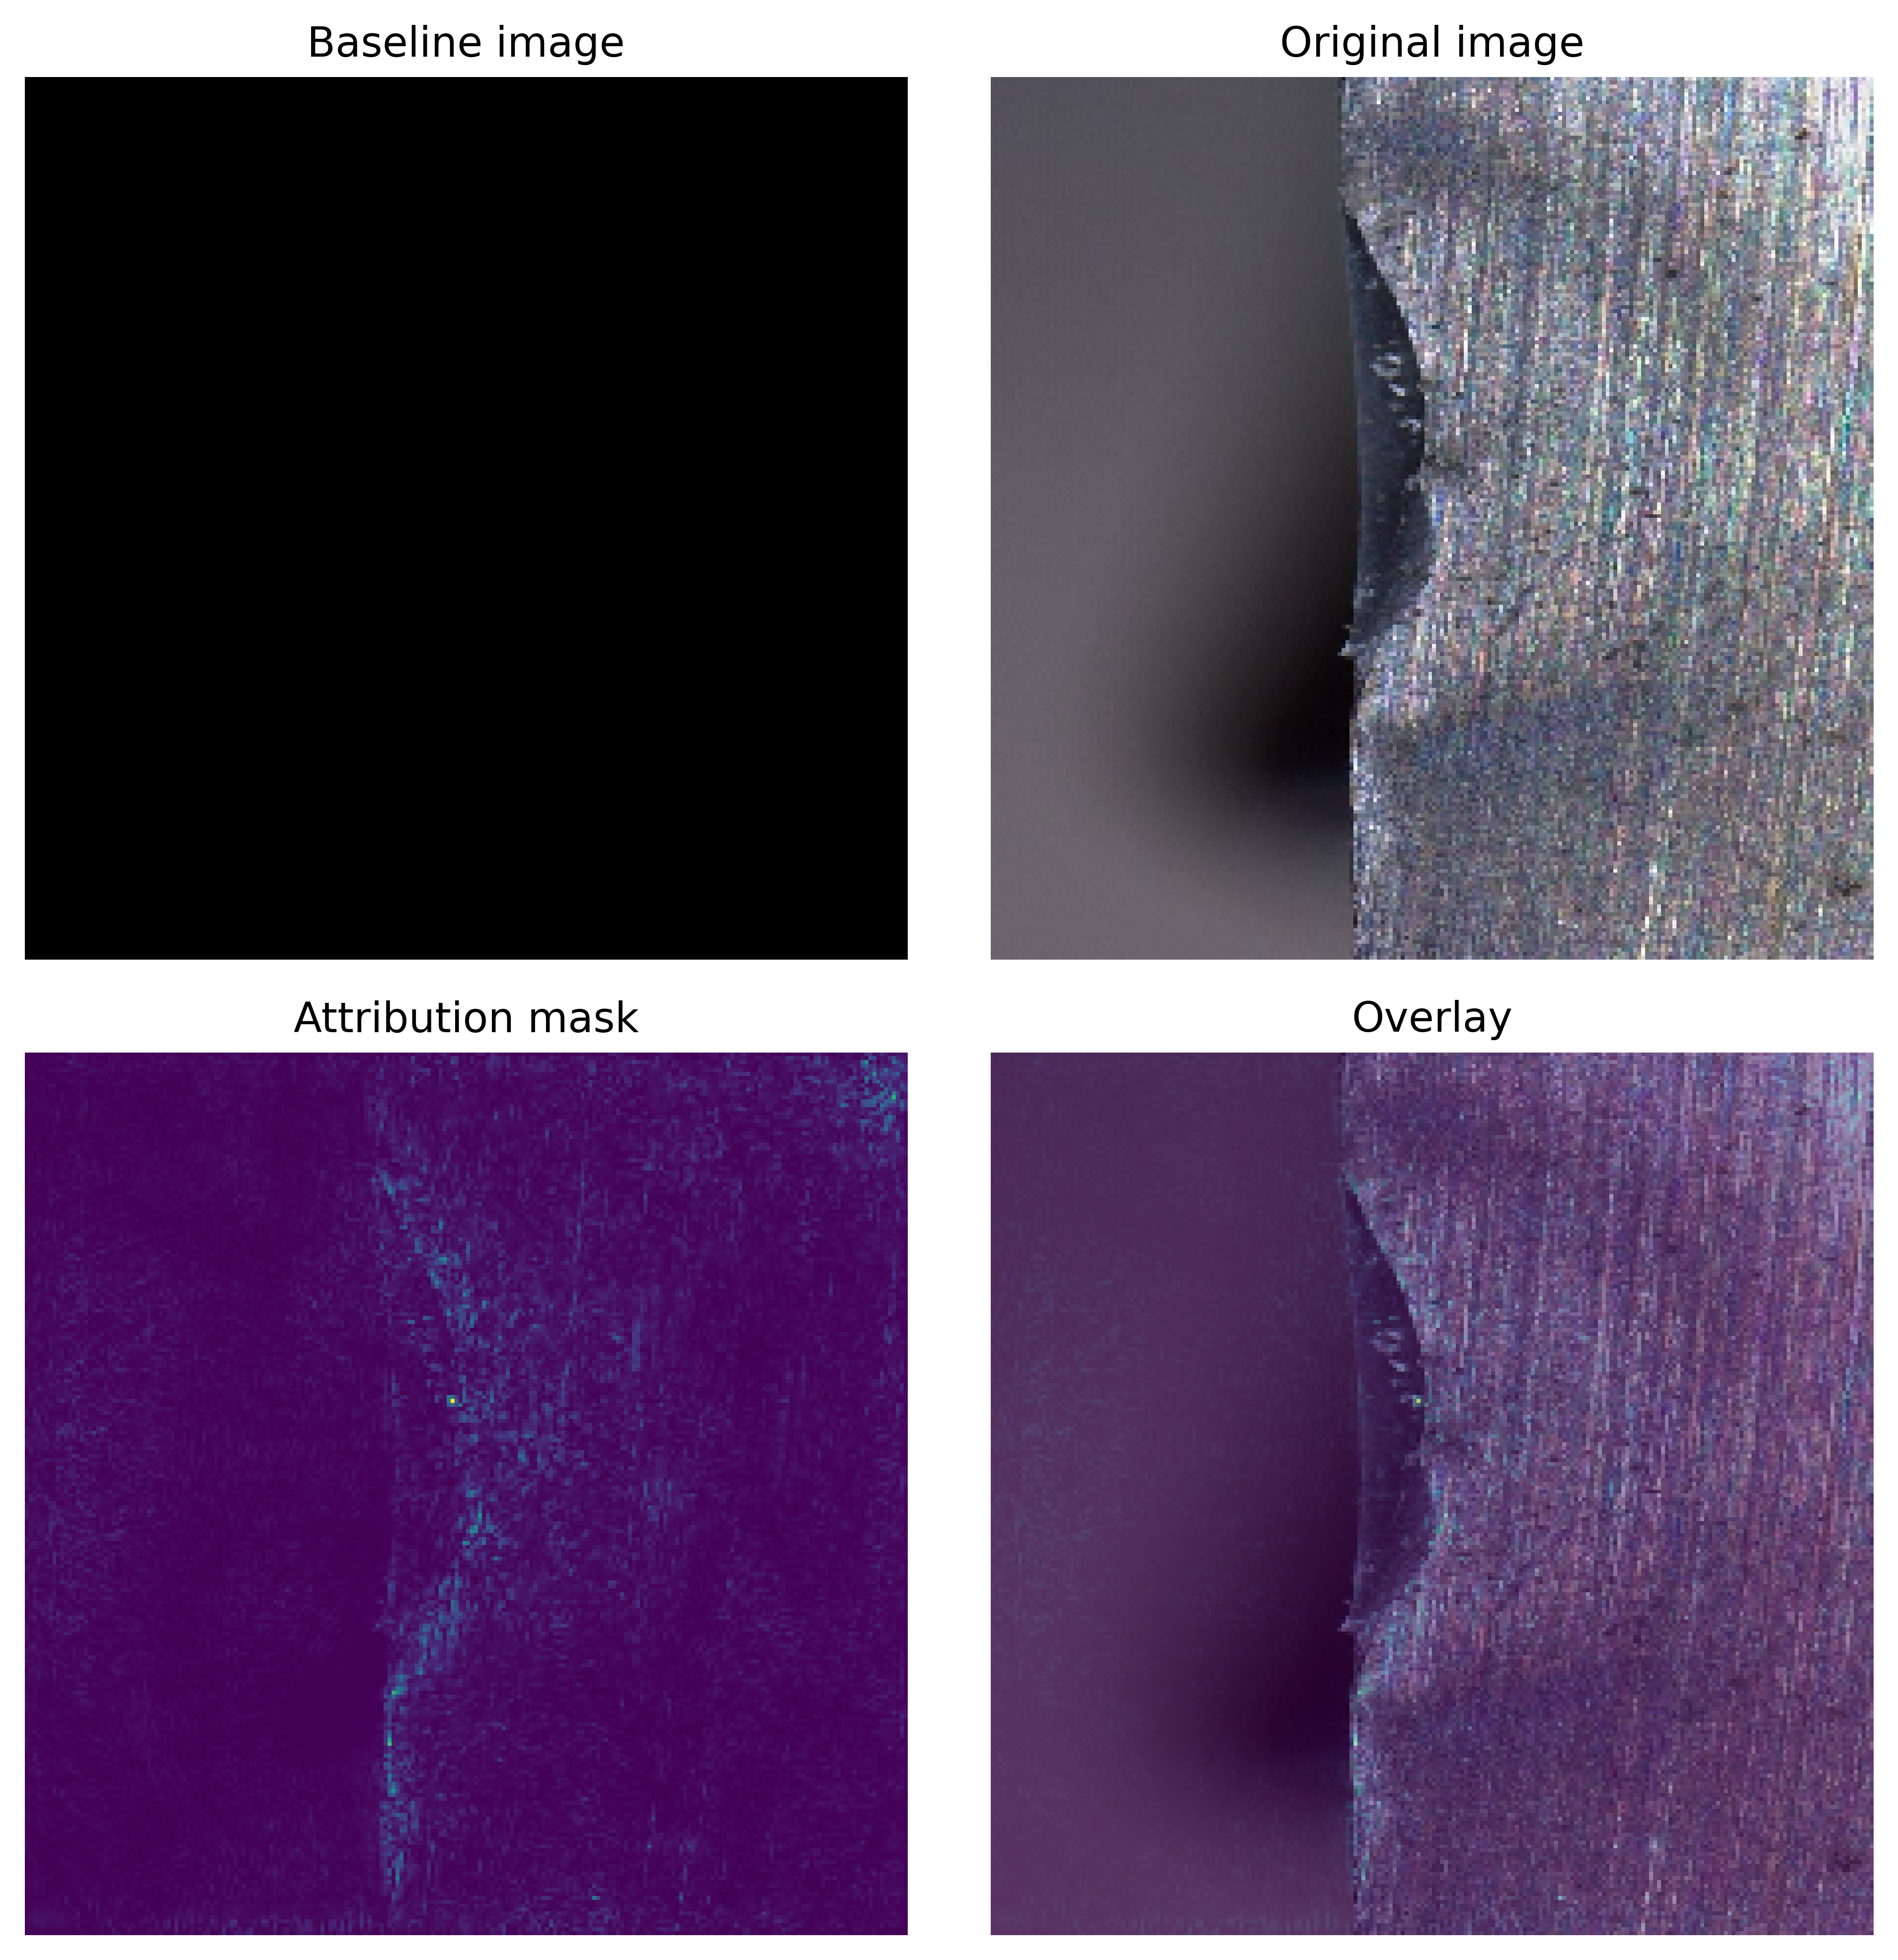 Baseline image
Original image
Attribution mask
Overlay